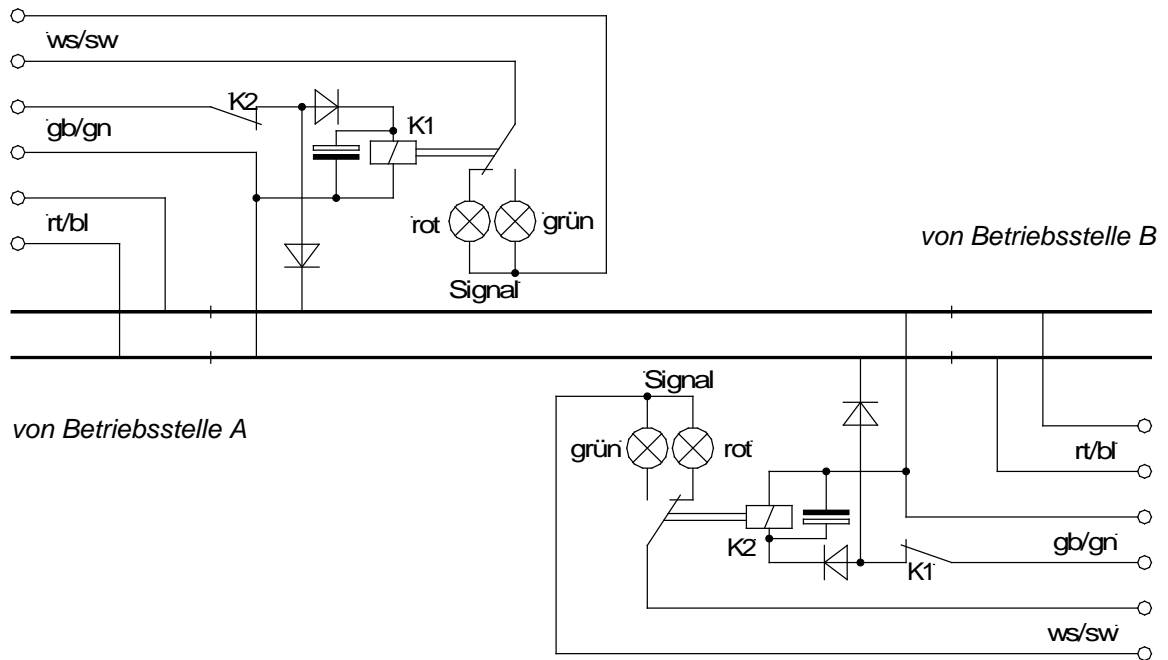 ws/sw
K2
gb/gn
K1
rt/bl
rot
grün
von Betriebsstelle B
Signal
Signal
von Betriebsstelle A
grün
rot
rt/bl
K2
gb/gn
K1
ws/sw